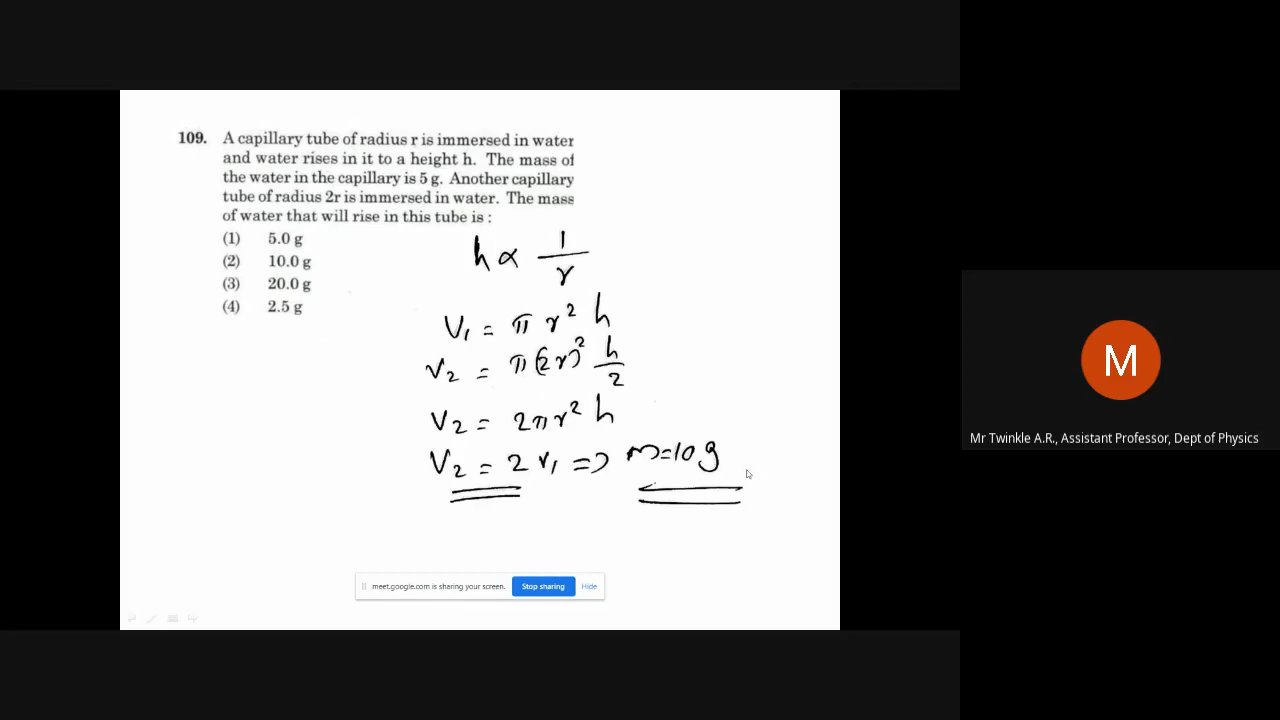 109. A capillary tube of radius r is immersed in water
and water rises in it to a height h. The mass of
the water in the capillary is 5 g. Another capillary
tube of radius 2r is immersed in water. The mass
of water that will rise in this tube is :
(1) 5.0 g
(2) 10.0 g
(3) 20.0 g
(4) 2.5 g
h ∝ 1/r
V₁ = π r² h
V₂ = π(2r)² h/2
V₂ = 2πr² h
V₂ = 2 V₁ => m=10g
M
Mr Twinkle A.R., Assistant Professor, Dept of Physics
meet.google.com is sharing your screen. Stop sharing Hide